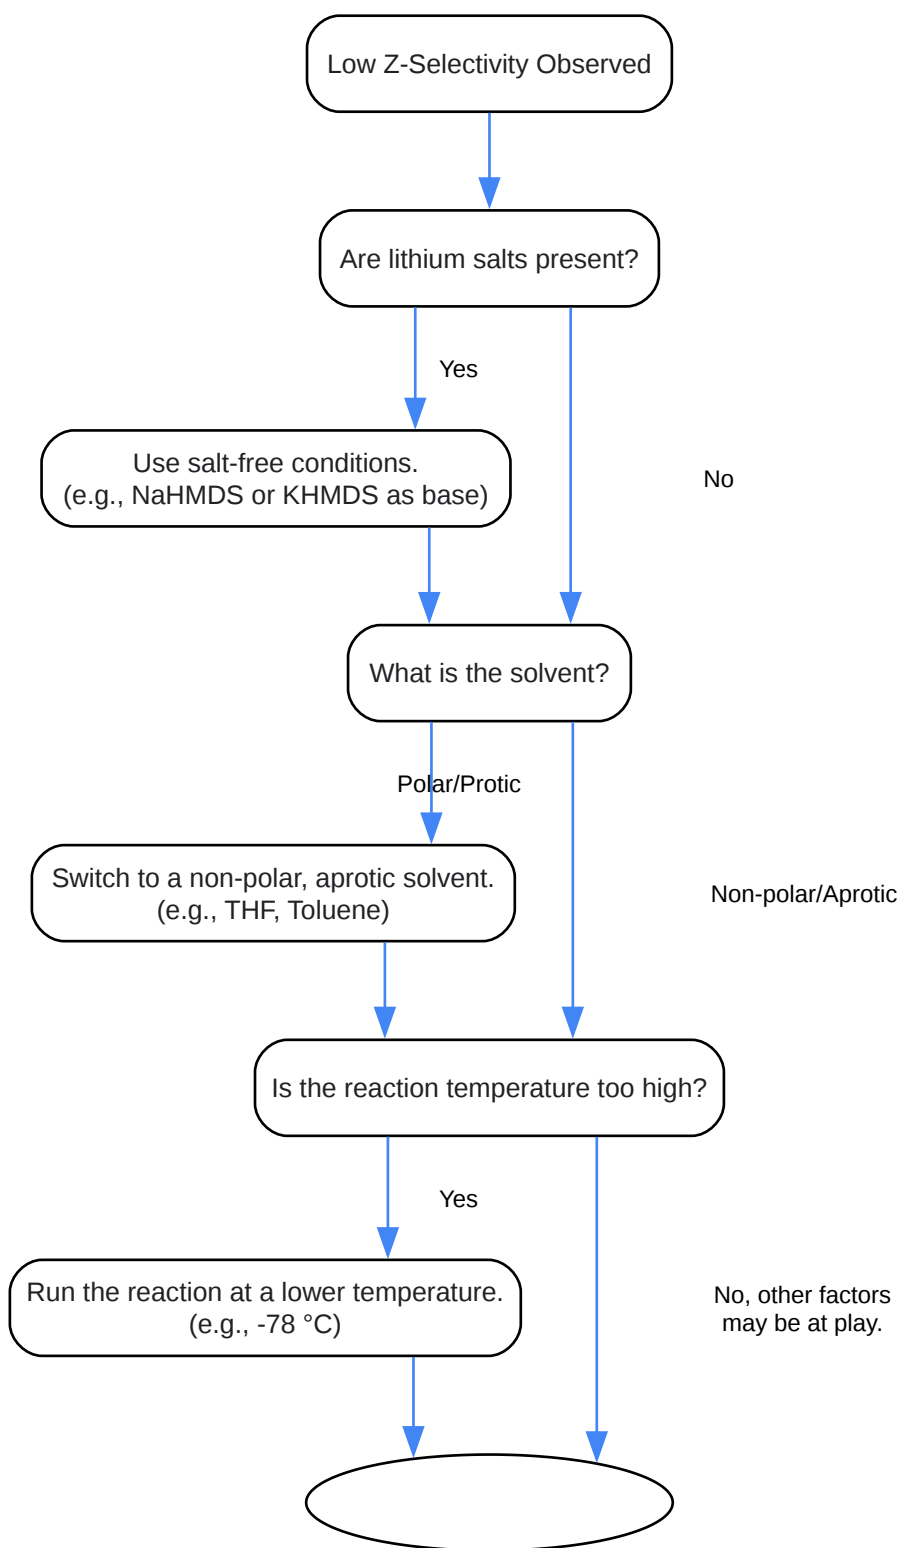 Low Z-Selectivity Observed
Are lithium salts present?
Yes
Use salt-free conditions.
(e.g., NaHMDS or KHMDS as base)
No
What is the solvent?
Polar/Protic
Switch to a non-polar, aprotic solvent.
(e.g., THF, Toluene)
Non-polar/Aprotic
Is the reaction temperature too high?
Yes
Run the reaction at a lower temperature.
(e.g., -78 °C)
No, other factors
may be at play.